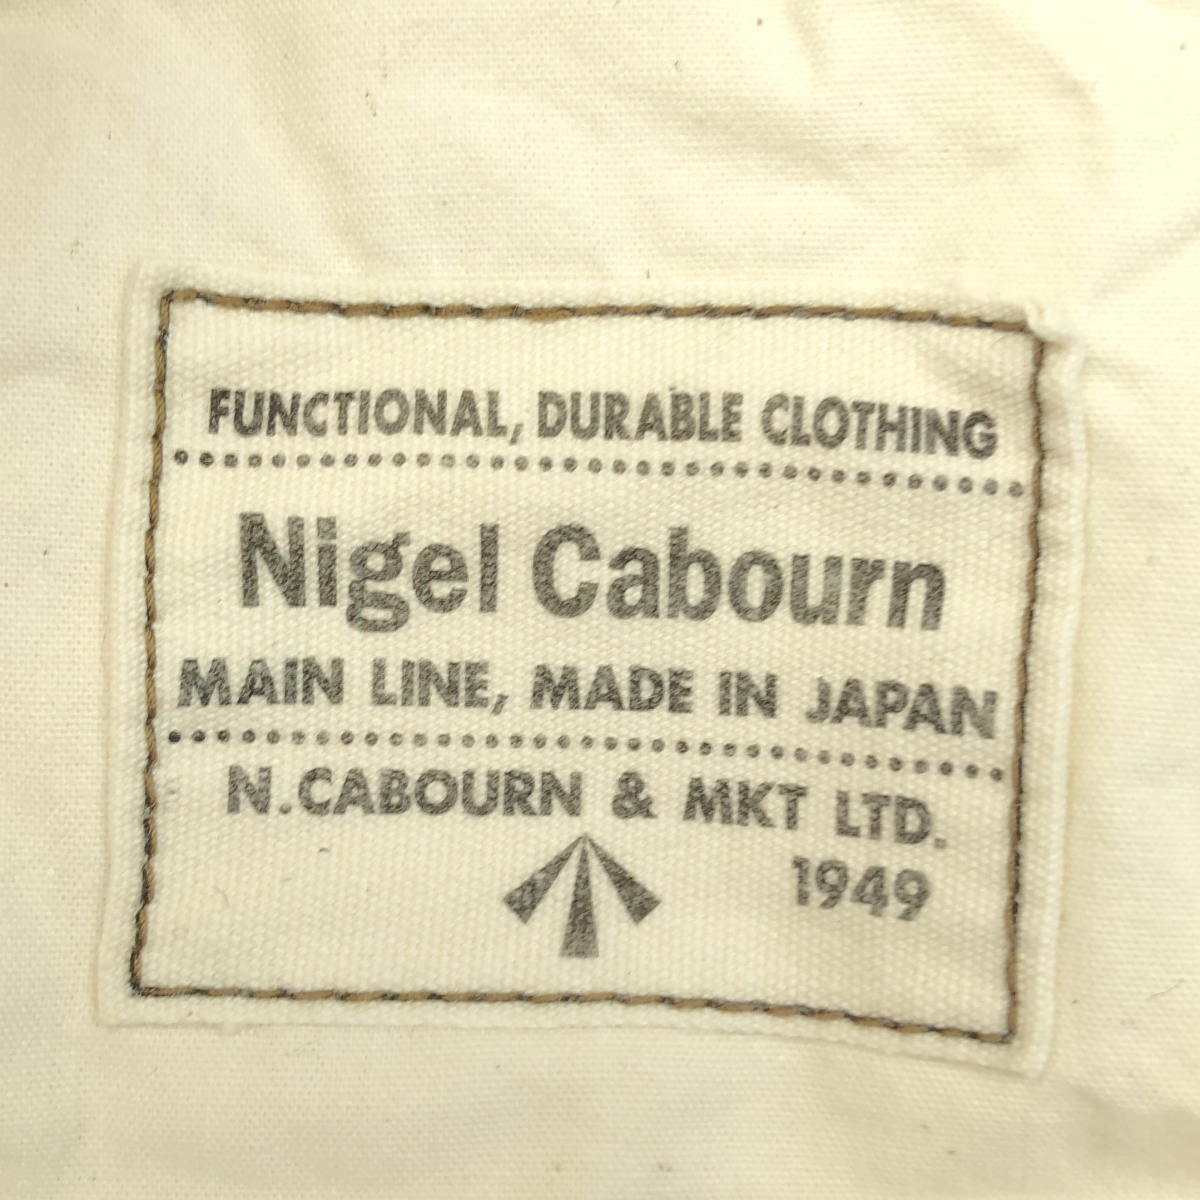 FUNCTIONAL, DURABLE CLOTHING
Nigel Cabourn
MAIN LINE, MADE IN JAPAN
N.CABOURN & MKT LTD.
1949